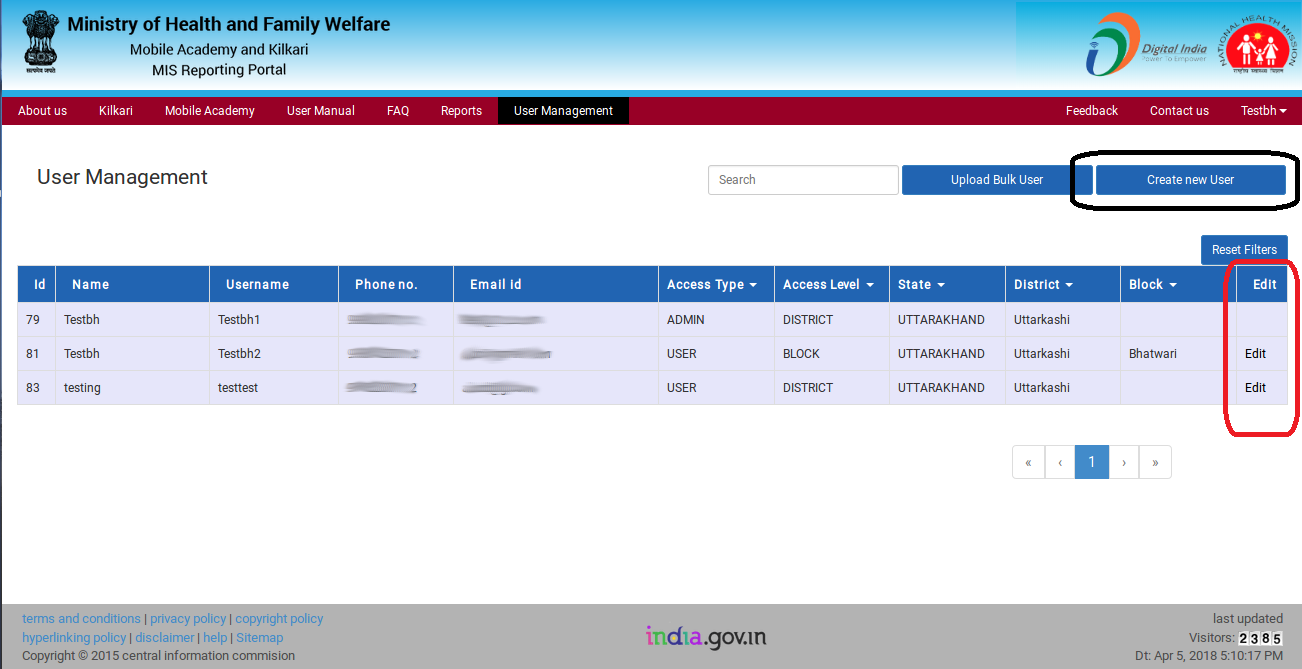 Ministry of Health and Family Welfare
Mobile Academy and Kilkari
MIS Reporting Portal
सत्यमेव जयते
Digital India
Power To Empower
NATIONAL HEALTH MISSION
राष्ट्रीय स्वास्थ्य मिशन
About us Kilkari Mobile Academy User Manual FAQ Reports User Management Feedback Contact us Testbh
User Management
Search Upload Bulk User Create new User
Reset Filters
Id Name Username Phone no. Email Id Access Type Access Level State District Block Edit
79 Testbh Testbh1 ADMIN DISTRICT UTTARAKHAND Uttarkashi
81 Testbh Testbh2 USER BLOCK UTTARAKHAND Uttarkashi Bhatwari Edit
83 testing testtest USER DISTRICT UTTARAKHAND Uttarkashi Edit
« ‹ 1 › »
terms and conditions | privacy policy | copyright policy
hyperlinking policy | disclaimer | help | Sitemap
Copyright © 2015 central information commision
india.gov.in
last updated
Visitors: 2385
Dt: Apr 5, 2018 5:10:17 PM